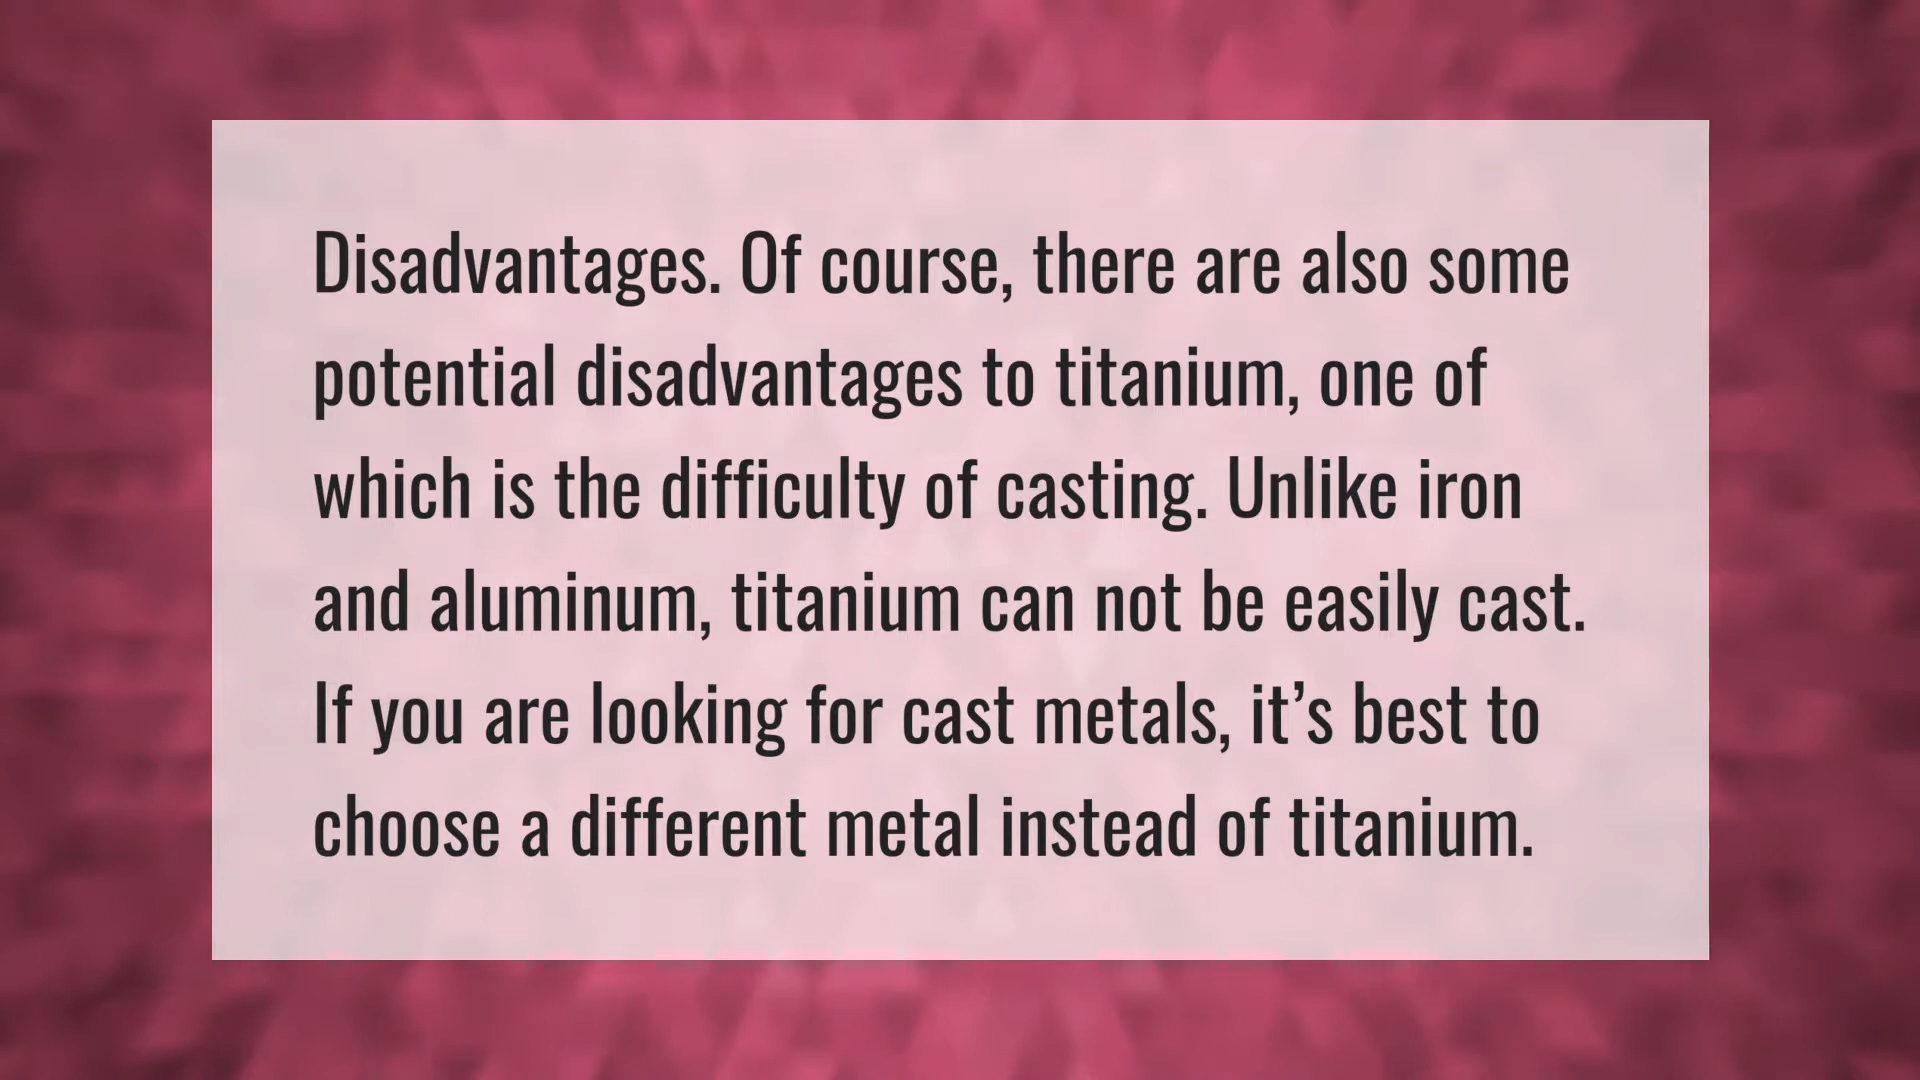 Disadvantages. Of course, there are also some
potential disadvantages to titanium, one of
which is the difficulty of casting. Unlike iron
and aluminum, titanium can not be easily cast.
If you are looking for cast metals, it’s best to
choose a different metal instead of titanium.